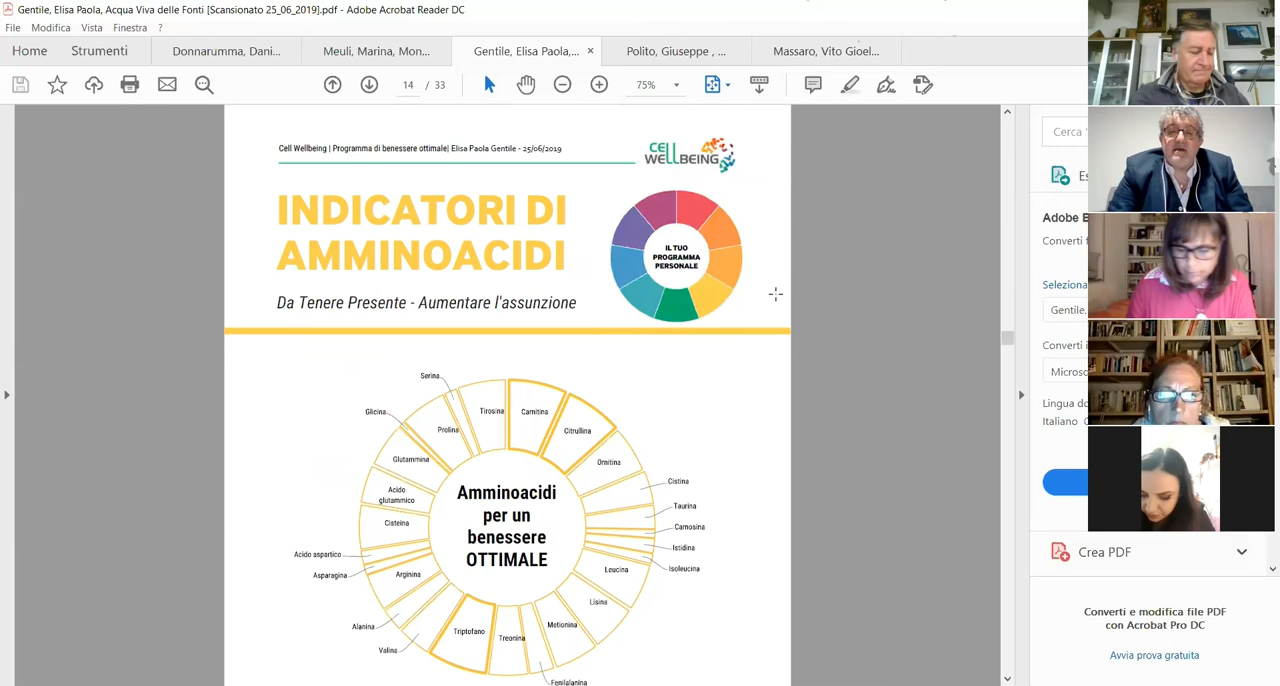 Gentile, Elisa Paola, Acqua Viva delle Fonti [Scansionato 25_06_2019].pdf - Adobe Acrobat Reader DC
File Modifica Vista Finestra ?
Home Strumenti Donnarumma, Dani... Meuli, Marina, Mon... Gentile, Elisa Paola,... × Polito, Giuseppe , ... Massaro, Vito Gioel...
14 / 33 75%
Cell Wellbeing | Programma di benessere ottimale| Elisa Paola Gentile - 25/06/2019
CELL
WELLBEING
INDICATORI DI
AMMINOACIDI
Da Tenere Presente - Aumentare l'assunzione
IL TUO
PROGRAMMA
PERSONALE
Serina
Tirosina
Carnitina
Glicina
Prolina
Citrullina
Glutammina
Ornitina
Cistina
Acido
glutammico
Taurina
Cisteina
Carnosina
Acido aspartico
Istidina
Asparagina
Arginina
Leucina
Isoleucina
Lisina
Alanina
Valina
Triptofano
Treonina
Metionina
Fenilalanina
Amminoacidi
per un
benessere
OTTIMALE
Cerca
Es
Adobe E
Converti f
Seleziona
Gentile,
Converti i
Microso
Lingua do
Italiano
Crea PDF
Converti e modifica file PDF
con Acrobat Pro DC
Avvia prova gratuita